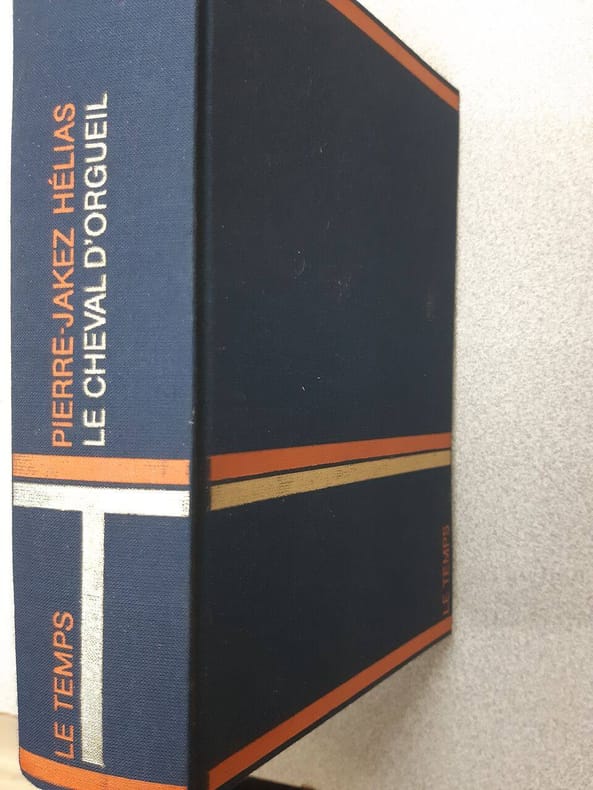 PIERRE-JAKEZ HÉLIAS
LE CHEVAL D'ORGUEIL
LE TEMPS
T
LE TEMPS